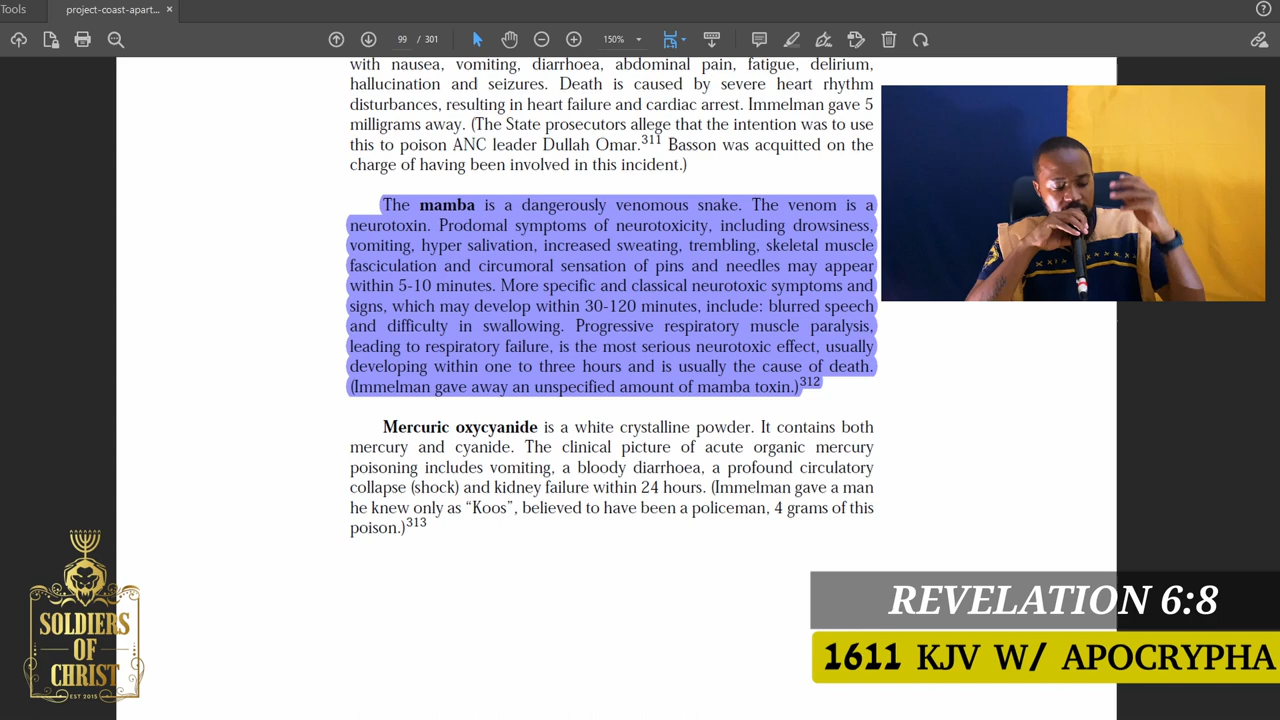 Tools
project-coast-apart... ×
99 / 301
150%
with nausea, vomiting, diarrhoea, abdominal pain, fatigue, delirium,
hallucination and seizures. Death is caused by severe heart rhythm
disturbances, resulting in heart failure and cardiac arrest. Immelman gave 5
milligrams away. (The State prosecutors allege that the intention was to use
this to poison ANC leader Dullah Omar.311 Basson was acquitted on the
charge of having been involved in this incident.)
The mamba is a dangerously venomous snake. The venom is a
neurotoxin. Prodomal symptoms of neurotoxicity, including drowsiness,
vomiting, hyper salivation, increased sweating, trembling, skeletal muscle
fasciculation and circumoral sensation of pins and needles may appear
within 5-10 minutes. More specific and classical neurotoxic symptoms and
signs, which may develop within 30-120 minutes, include: blurred speech
and difficulty in swallowing. Progressive respiratory muscle paralysis,
leading to respiratory failure, is the most serious neurotoxic effect, usually
developing within one to three hours and is usually the cause of death.
(Immelman gave away an unspecified amount of mamba toxin.)312
Mercuric oxycyanide is a white crystalline powder. It contains both
mercury and cyanide. The clinical picture of acute organic mercury
poisoning includes vomiting, a bloody diarrhoea, a profound circulatory
collapse (shock) and kidney failure within 24 hours. (Immelman gave a man
he knew only as “Koos”, believed to have been a policeman, 4 grams of this
poison.)313
SOLDIERS
OF
CHRIST
EST 2015
REVELATION 6:8
1611 KJV W/ APOCRYPHA